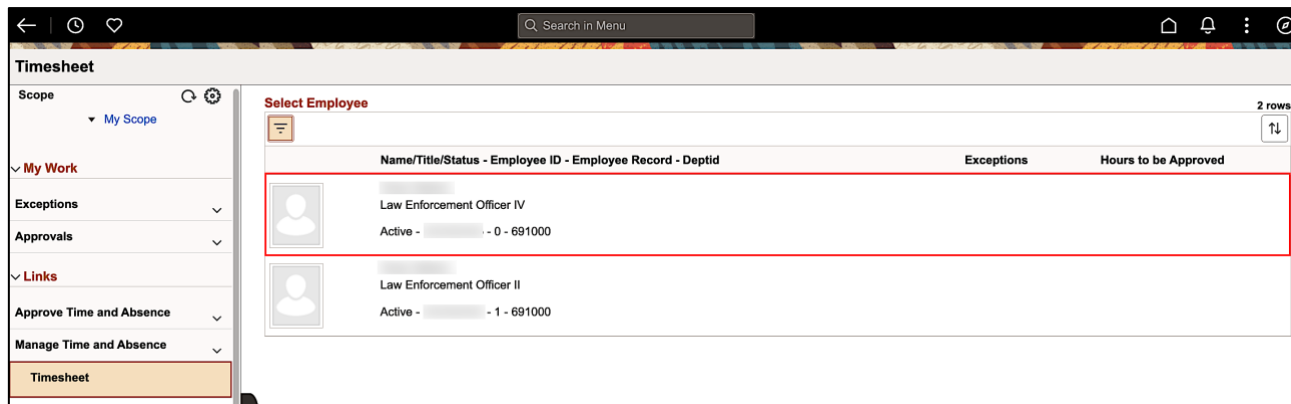 Search in Menu
Timesheet
Scope
My Scope
My Work
Exceptions
Approvals
Links
Approve Time and Absence
Manage Time and Absence
Timesheet
Select Employee
2 rows
Name/Title/Status - Employee ID - Employee Record - Deptid Exceptions Hours to be Approved
Law Enforcement Officer IV
Active - - 0 - 691000
Law Enforcement Officer II
Active - - 1 - 691000